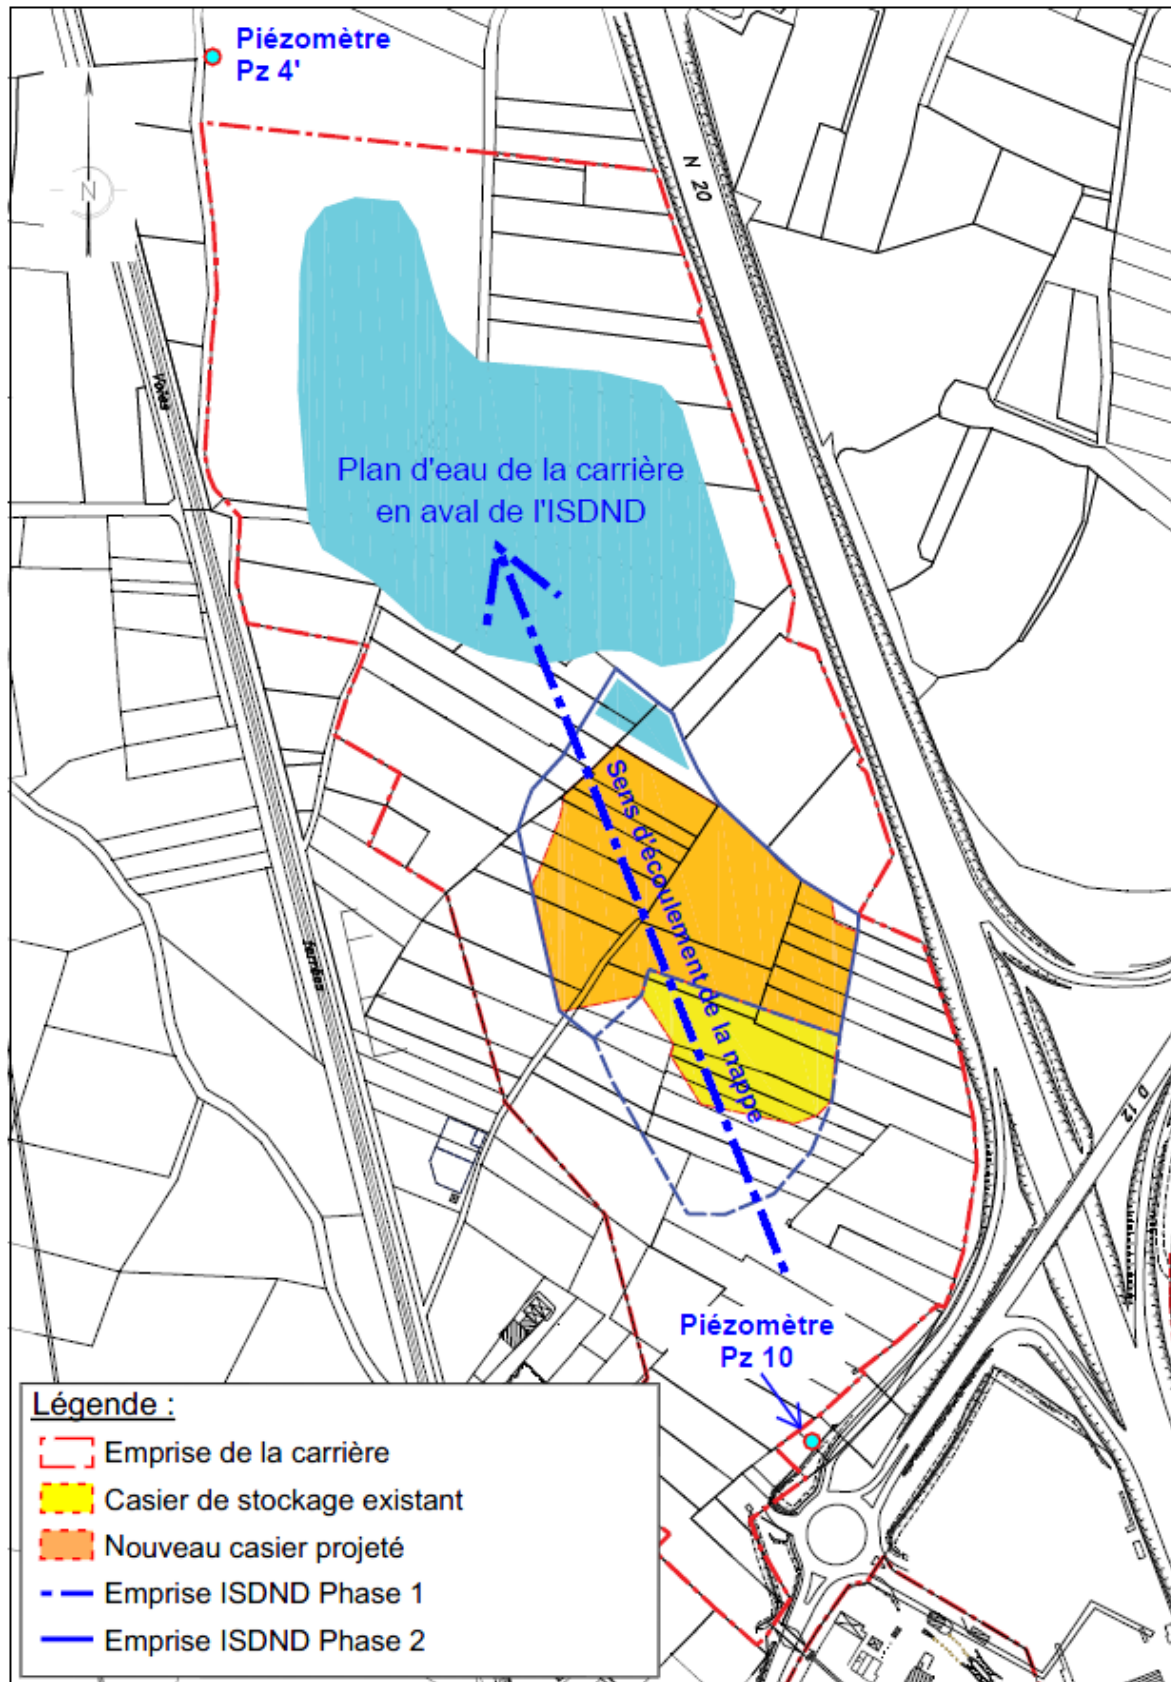 Piézomètre
Pz 4'
N
N 20
Voies
Plan d'eau de la carrière
en aval de l'ISDND
Sens d'écoulement de la nappe
ferrées
D 12
Piézomètre
Pz 10
Légende :
Emprise de la carrière
Casier de stockage existant
Nouveau casier projeté
Emprise ISDND Phase 1
Emprise ISDND Phase 2